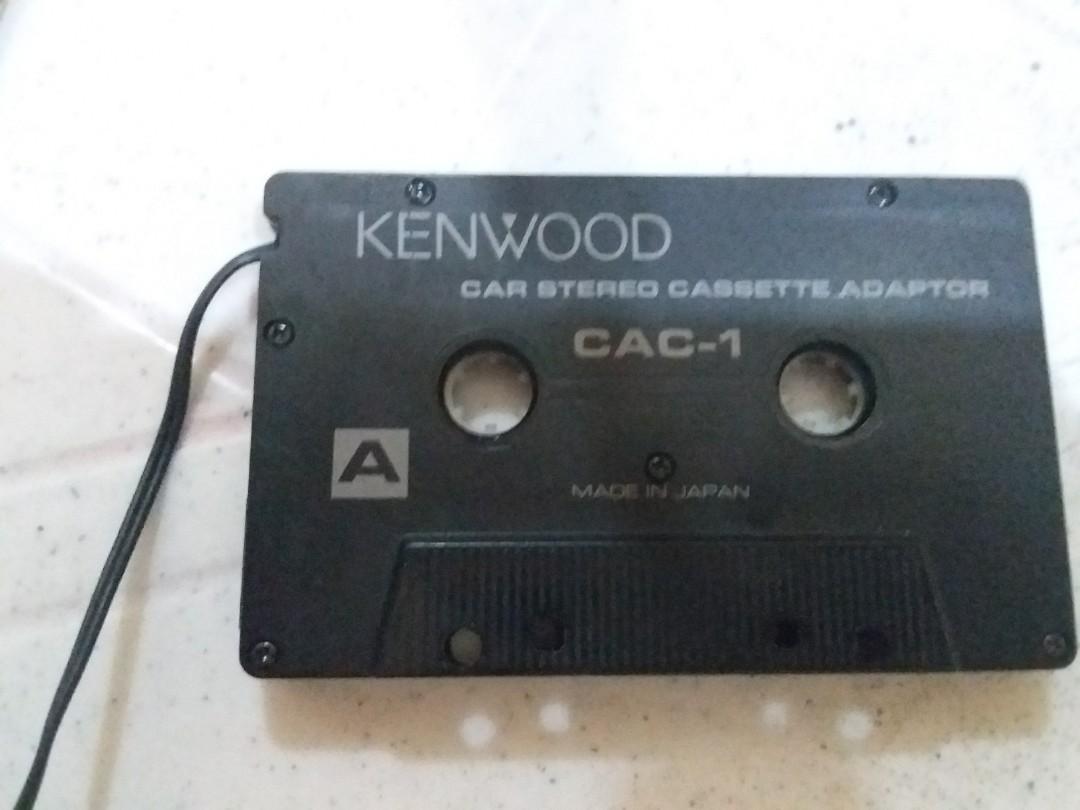 KENWOOD
CAR STEREO CASSETTE ADAPTOR
CAC-1
A
MADE IN JAPAN